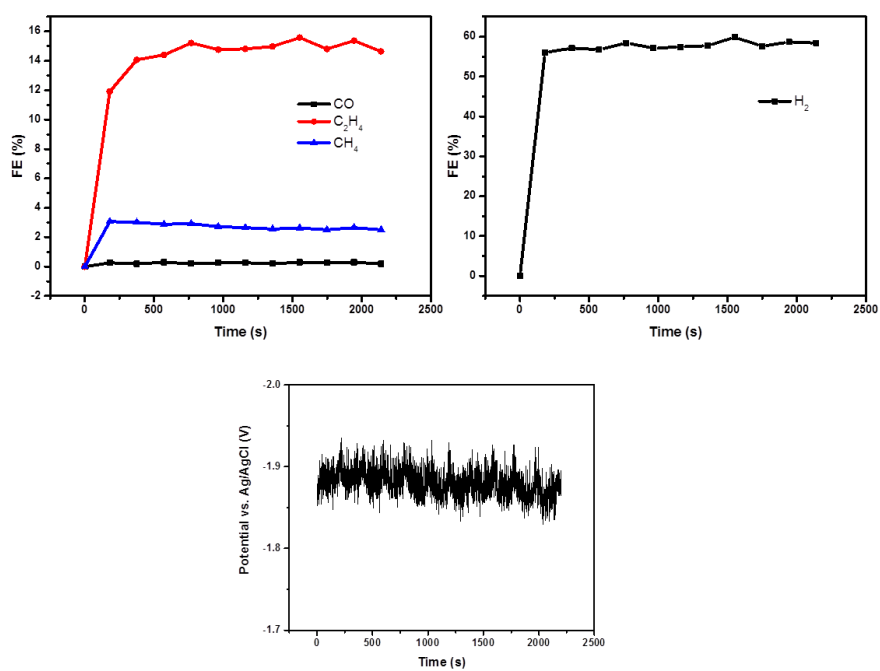 16
14
12
10
8
6
4
2
0
-2
FE (%)
CO
C₂H₄
CH₄
0 500 1000 1500 2000 2500
Time (s)
60
50
40
30
20
10
0
FE (%)
H₂
0 500 1000 1500 2000 2500
Time (s)
-2.0
-1.9
-1.8
-1.7
Potential vs. Ag/AgCl (V)
0 500 1000 1500 2000 2500
Time (s)